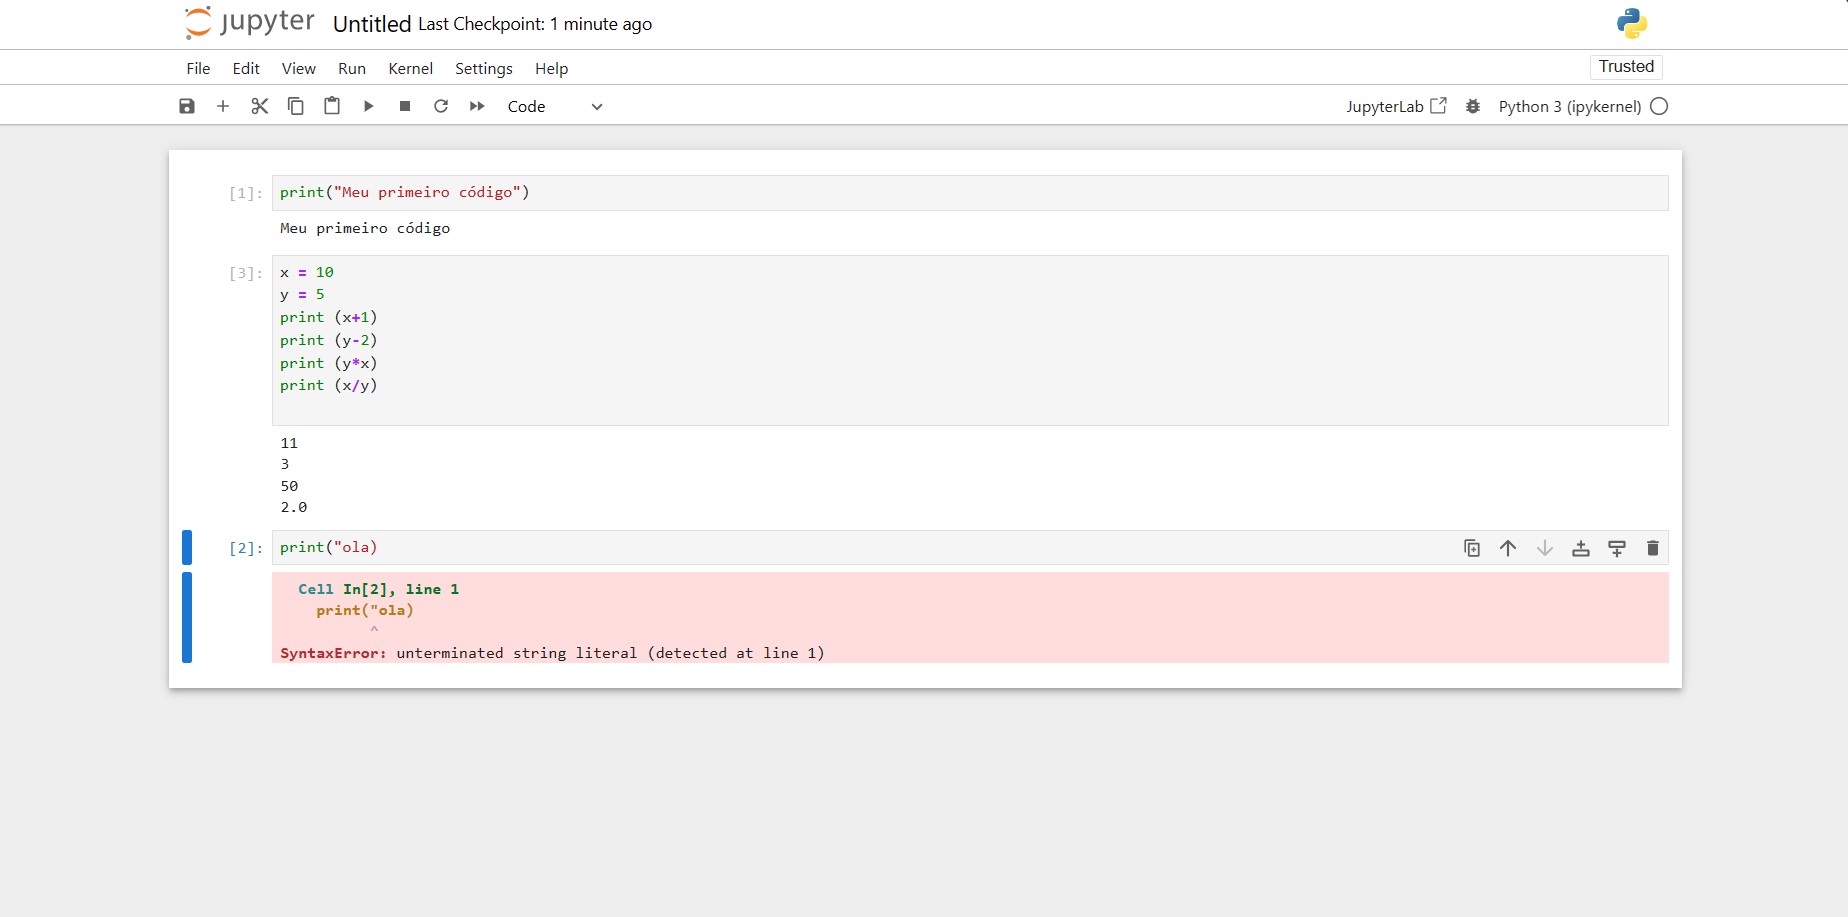 jupyter Untitled Last Checkpoint: 1 minute ago
File Edit View Run Kernel Settings Help Trusted
Code JupyterLab Python 3 (ipykernel)
[1]: print("Meu primeiro código")
Meu primeiro código
[3]: x = 10
y = 5
print (x+1)
print (y-2)
print (y*x)
print (x/y)
11
3
50
2.0
[2]: print("ola)
Cell In[2], line 1
print("ola)
^
SyntaxError: unterminated string literal (detected at line 1)